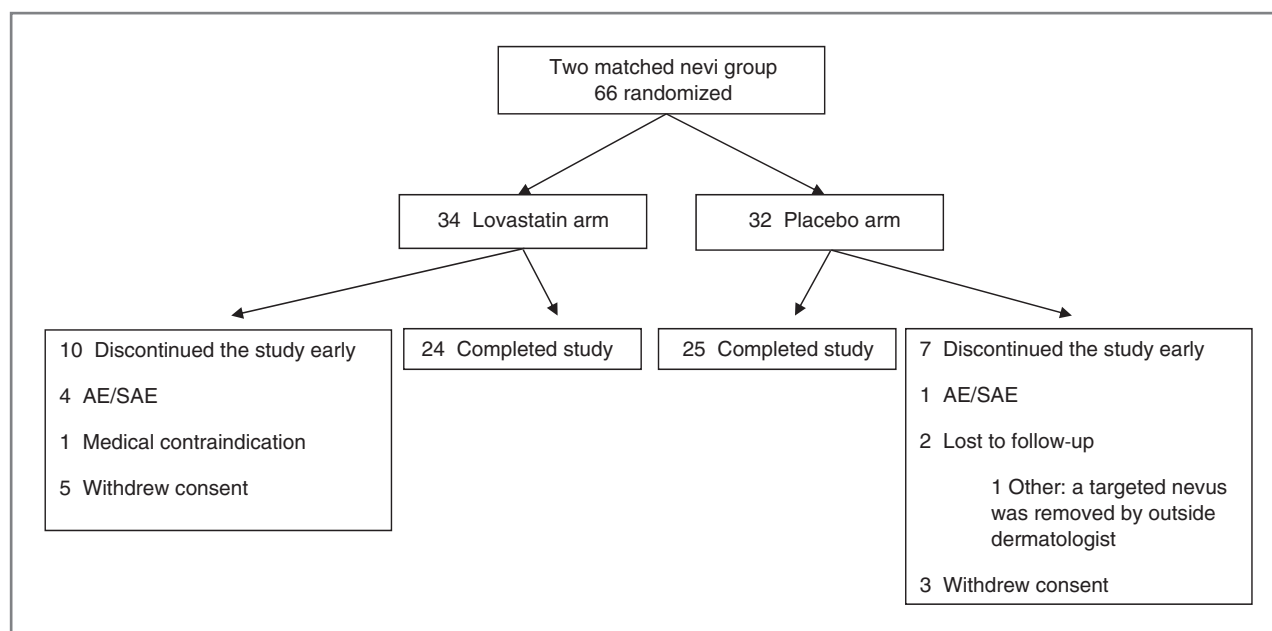 Two matched nevi group
66 randomized
34 Lovastatin arm
32 Placebo arm
10 Discontinued the study early
4 AE/SAE
1 Medical contraindication
5 Withdrew consent
24 Completed study
25 Completed study
7 Discontinued the study early
1 AE/SAE
2 Lost to follow-up
1 Other: a targeted nevus
was removed by outside
dermatologist
3 Withdrew consent